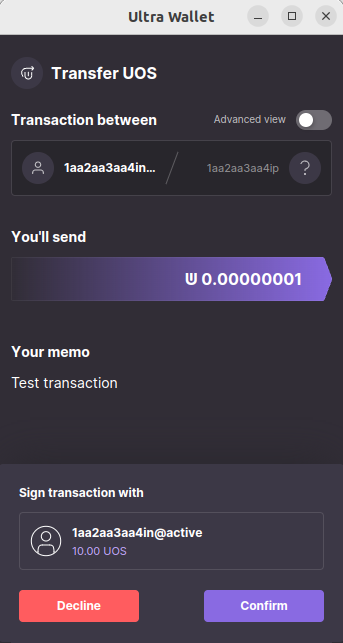 Ultra Wallet
Transfer UOS
Transaction between
Advanced view
1aa2aa3aa4in...
1aa2aa3aa4ip
?
You'll send
0.00000001
Your memo
Test transaction
Sign transaction with
1aa2aa3aa4in@active
10.00 UOS
Decline
Confirm